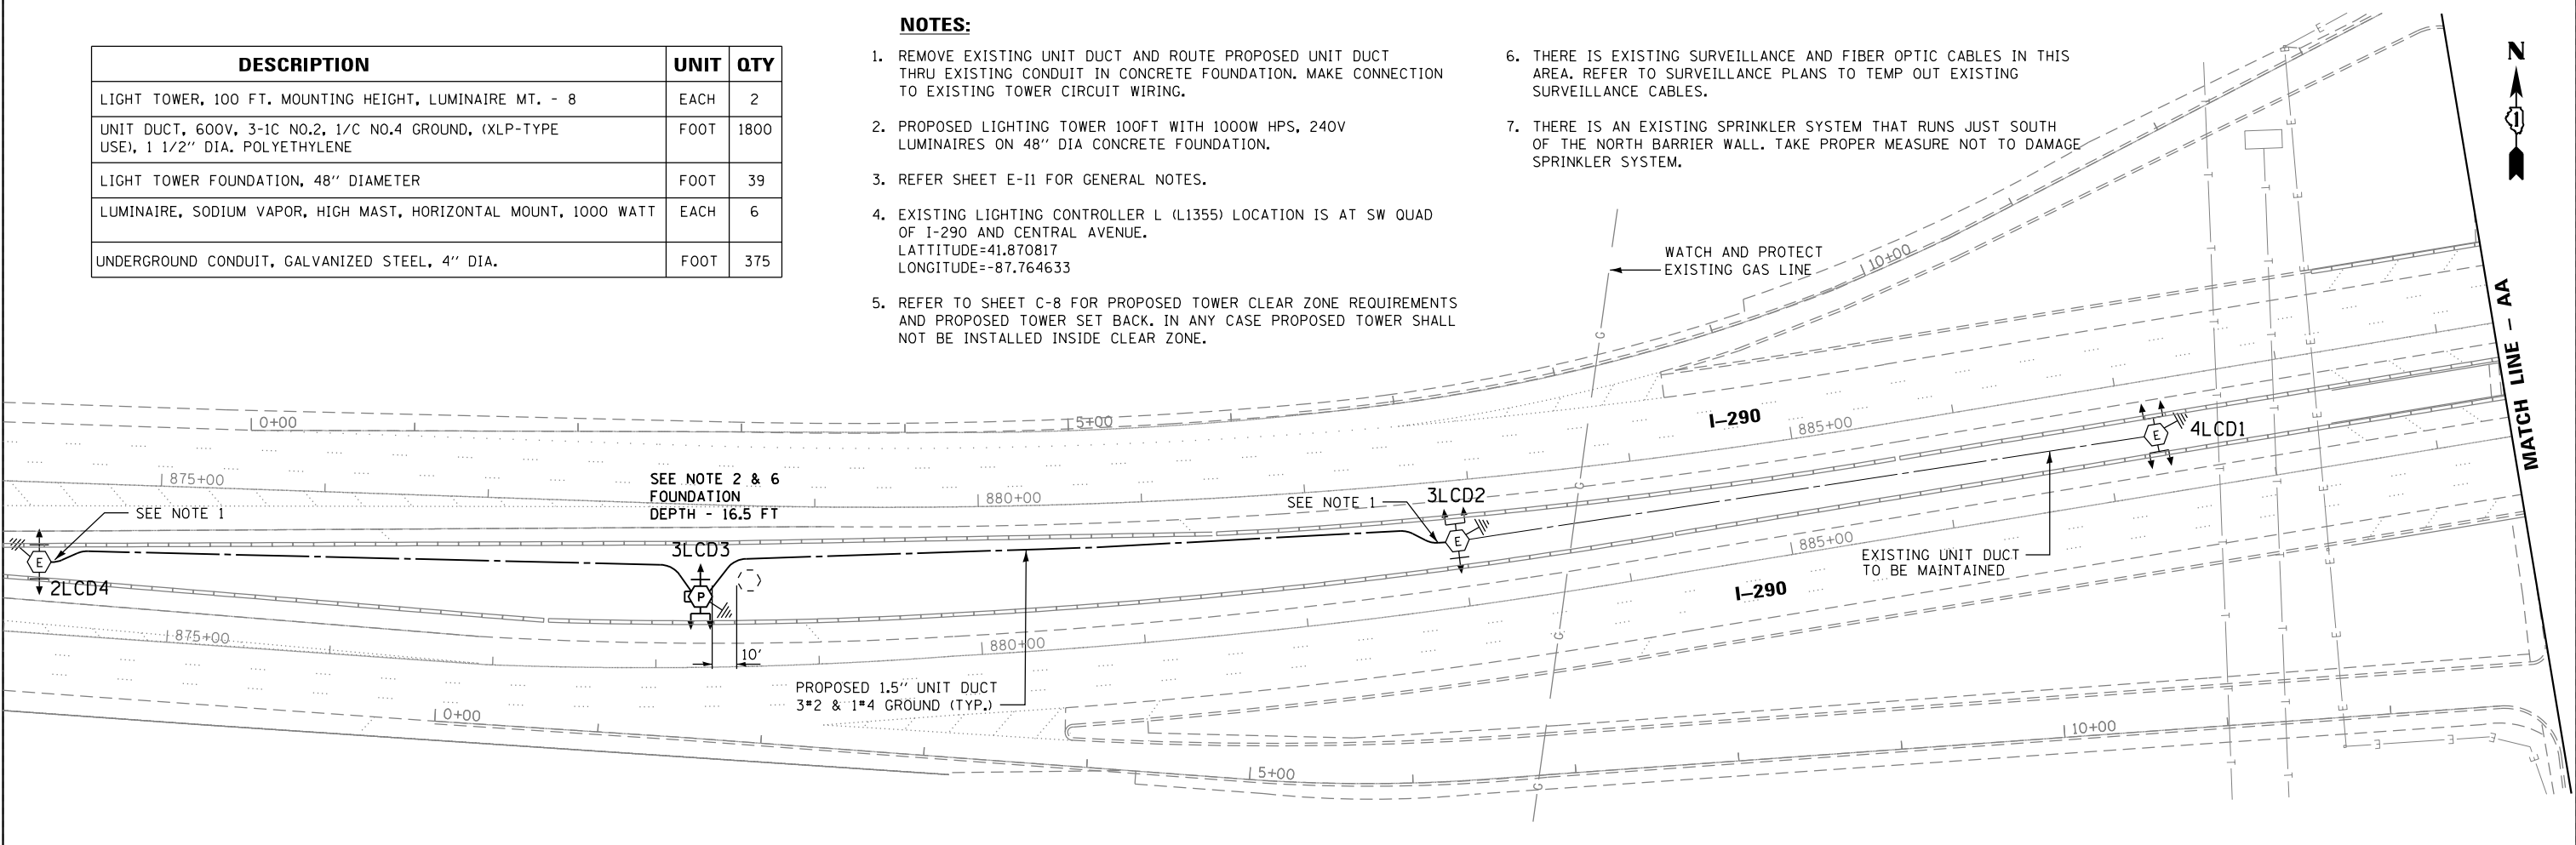 DESCRIPTION UNIT QTY
LIGHT TOWER, 100 FT. MOUNTING HEIGHT, LUMINAIRE MT. - 8 EACH 2
UNIT DUCT, 600V, 3-1C NO.2, 1/C NO.4 GROUND, (XLP-TYPE FOOT 1800
USE), 1 1/2" DIA. POLYETHYLENE
LIGHT TOWER FOUNDATION, 48" DIAMETER FOOT 39
LUMINAIRE, SODIUM VAPOR, HIGH MAST, HORIZONTAL MOUNT, 1000 WATT EACH 6
UNDERGROUND CONDUIT, GALVANIZED STEEL, 4" DIA. FOOT 375
NOTES:
1. REMOVE EXISTING UNIT DUCT AND ROUTE PROPOSED UNIT DUCT
THRU EXISTING CONDUIT IN CONCRETE FOUNDATION. MAKE CONNECTION
TO EXISTING TOWER CIRCUIT WIRING.
2. PROPOSED LIGHTING TOWER 100FT WITH 1000W HPS, 240V
LUMINAIRES ON 48" DIA CONCRETE FOUNDATION.
3. REFER SHEET E-I1 FOR GENERAL NOTES.
4. EXISTING LIGHTING CONTROLLER L (L1355) LOCATION IS AT SW QUAD
OF I-290 AND CENTRAL AVENUE.
LATTITUDE=41.870817
LONGITUDE=-87.764633
5. REFER TO SHEET C-8 FOR PROPOSED TOWER CLEAR ZONE REQUIREMENTS
AND PROPOSED TOWER SET BACK. IN ANY CASE PROPOSED TOWER SHALL
NOT BE INSTALLED INSIDE CLEAR ZONE.
6. THERE IS EXISTING SURVEILLANCE AND FIBER OPTIC CABLES IN THIS
AREA. REFER TO SURVEILLANCE PLANS TO TEMP OUT EXISTING
SURVEILLANCE CABLES.
7. THERE IS AN EXISTING SPRINKLER SYSTEM THAT RUNS JUST SOUTH
OF THE NORTH BARRIER WALL. TAKE PROPER MEASURE NOT TO DAMAGE
SPRINKLER SYSTEM.
N
1
WATCH AND PROTECT
EXISTING GAS LINE
10+00
MATCH LINE - AA
0+00
5+00
I-290
885+00
E
4LCD1
875+00
SEE NOTE 2 & 6
FOUNDATION
DEPTH - 16.5 FT
880+00
SEE NOTE 1
3LCD2
E
SEE NOTE 1
E
2LCD4
3LCD3
P
885+00
EXISTING UNIT DUCT
TO BE MAINTAINED
I-290
875+00
880+00
10'
PROPOSED 1.5" UNIT DUCT
3#2 & 1#4 GROUND (TYP.)
0+00
5+00
10+00
G
G
G
G